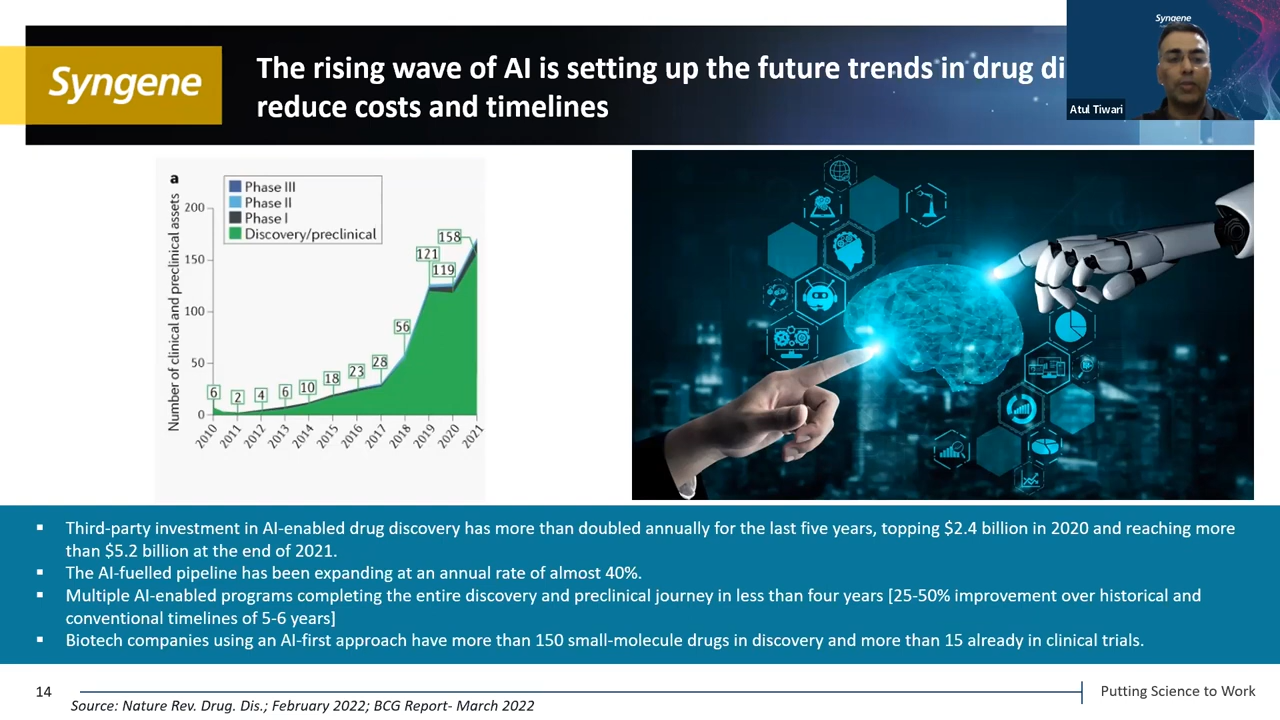 Syngene
The rising wave of AI is setting up the future trends in drug di
reduce costs and timelines
Syngene
Atul Tiwari
a
Number of clinical and preclinical assets
Phase III
Phase II
Phase I
Discovery/preclinical
200
150
100
50
0
6
2
4
6
10
18
23
28
56
121
119
158
2010
2011
2012
2013
2014
2015
2016
2017
2018
2019
2020
2021
▪ Third-party investment in AI-enabled drug discovery has more than doubled annually for the last five years, topping $2.4 billion in 2020 and reaching more
than $5.2 billion at the end of 2021.
▪ The AI-fuelled pipeline has been expanding at an annual rate of almost 40%.
▪ Multiple AI-enabled programs completing the entire discovery and preclinical journey in less than four years [25-50% improvement over historical and
conventional timelines of 5-6 years]
▪ Biotech companies using an AI-first approach have more than 150 small-molecule drugs in discovery and more than 15 already in clinical trials.
14
Source: Nature Rev. Drug. Dis.; February 2022; BCG Report- March 2022
Putting Science to Work